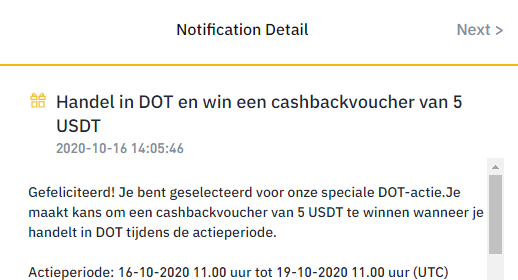 Notification Detail
Next >
Handel in DOT en win een cashbackvoucher van 5
USDT
2020-10-16 14:05:46
Gefeliciteerd! Je bent geselecteerd voor onze speciale DOT-actie.Je
maakt kans om een cashbackvoucher van 5 USDT te winnen wanneer je
handelt in DOT tijdens de actieperiode.
Actieperiode: 16-10-2020 11.00 uur tot 19-10-2020 11.00 uur (UTC)